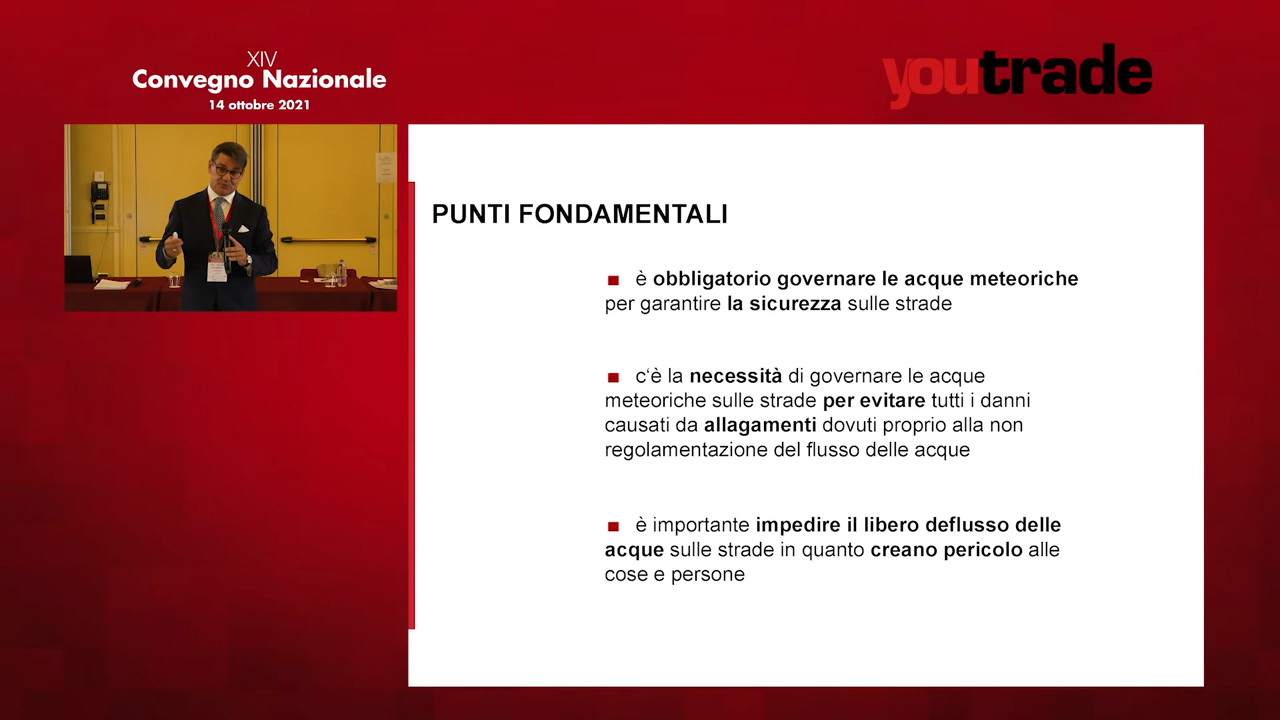 XIV
Convegno Nazionale
14 ottobre 2021
youtrade
PUNTI FONDAMENTALI
■ è obbligatorio governare le acque meteoriche
per garantire la sicurezza sulle strade
■ c‘è la necessità di governare le acque
meteoriche sulle strade per evitare tutti i danni
causati da allagamenti dovuti proprio alla non
regolamentazione del flusso delle acque
■ è importante impedire il libero deflusso delle
acque sulle strade in quanto creano pericolo alle
cose e persone